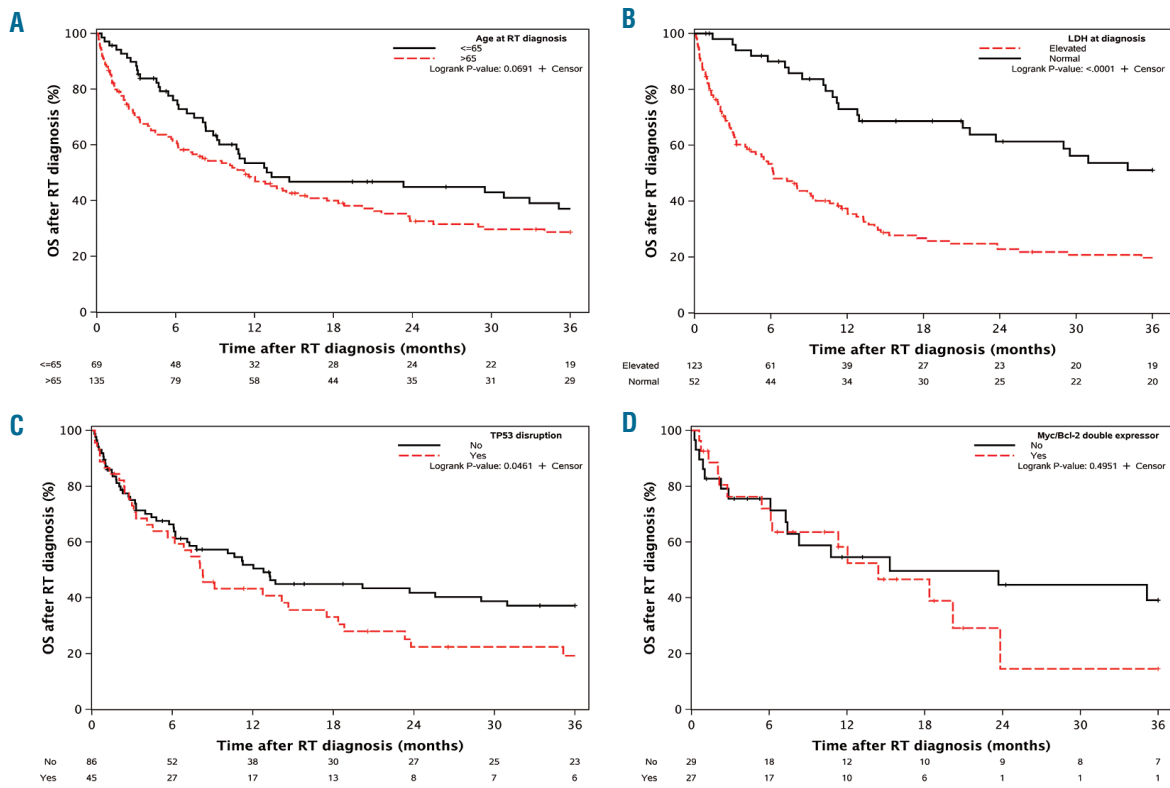 A
Age at RT diagnosis
<=65
>65
Logrank P-value: 0.0691 + Censor
OS after RT diagnosis (%)
100
80
60
40
20
0
0 6 12 18 24 30 36
Time after RT diagnosis (months)
<=65 69 48 32 28 24 22 19
>65 135 79 58 44 35 31 29
B
LDH at diagnosis
Elevated
Normal
Logrank P-value: <.0001 + Censor
OS after RT diagnosis (%)
100
80
60
40
20
0
0 6 12 18 24 30 36
Time after RT diagnosis (months)
Elevated 123 61 39 27 23 20 19
Normal 52 44 34 30 25 22 20
C
TP53 disruption
No
Yes
Logrank P-value: 0.0461 + Censor
OS after RT diagnosis (%)
100
80
60
40
20
0
0 6 12 18 24 30 36
Time after RT diagnosis (months)
No 86 52 38 30 27 25 23
Yes 45 27 17 13 8 7 6
D
Myc/Bcl-2 double expressor
No
Yes
Logrank P-value: 0.4951 + Censor
OS after RT diagnosis (%)
100
80
60
40
20
0
0 6 12 18 24 30 36
Time after RT diagnosis (months)
No 29 18 12 10 9 8 7
Yes 27 17 10 6 1 1 1